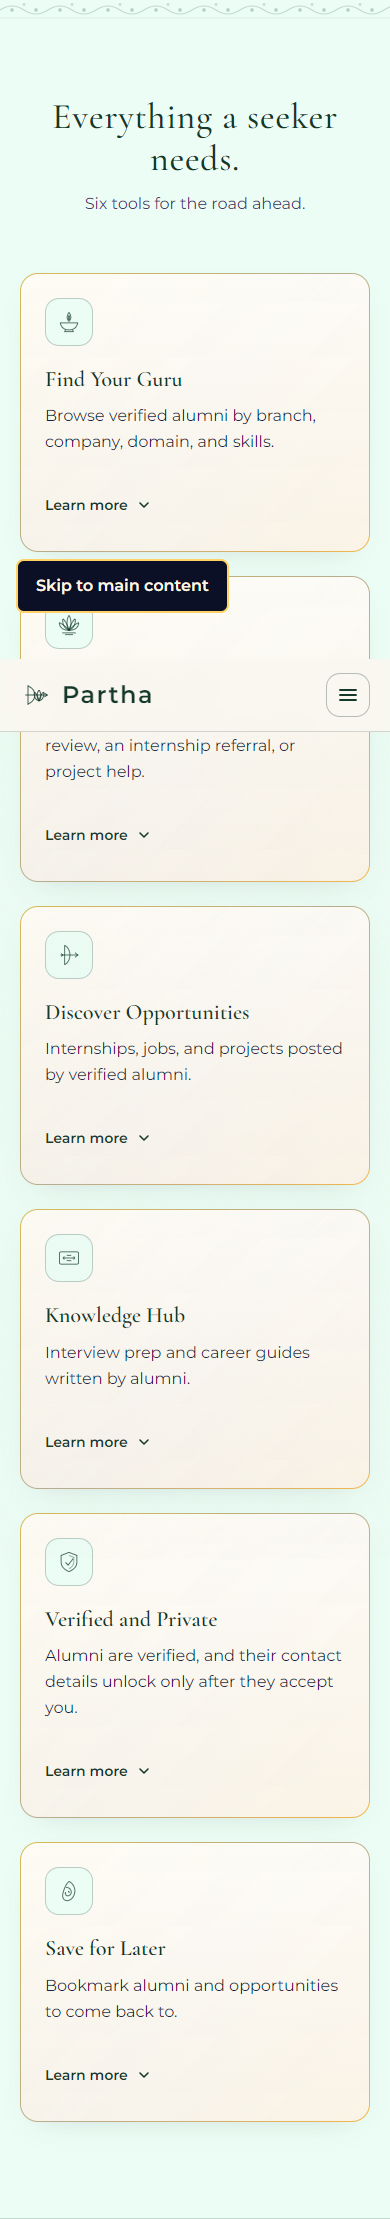 Everything a seeker
needs.
Six tools for the road ahead.
Find Your Guru
Browse verified alumni by branch,
company, domain, and skills.
Learn more
Skip to main content
Partha
review, an internship referral, or
project help.
Learn more
Discover Opportunities
Internships, jobs, and projects posted
by verified alumni.
Learn more
Knowledge Hub
Interview prep and career guides
written by alumni.
Learn more
Verified and Private
Alumni are verified, and their contact
details unlock only after they accept
you.
Learn more
Save for Later
Bookmark alumni and opportunities
to come back to.
Learn more